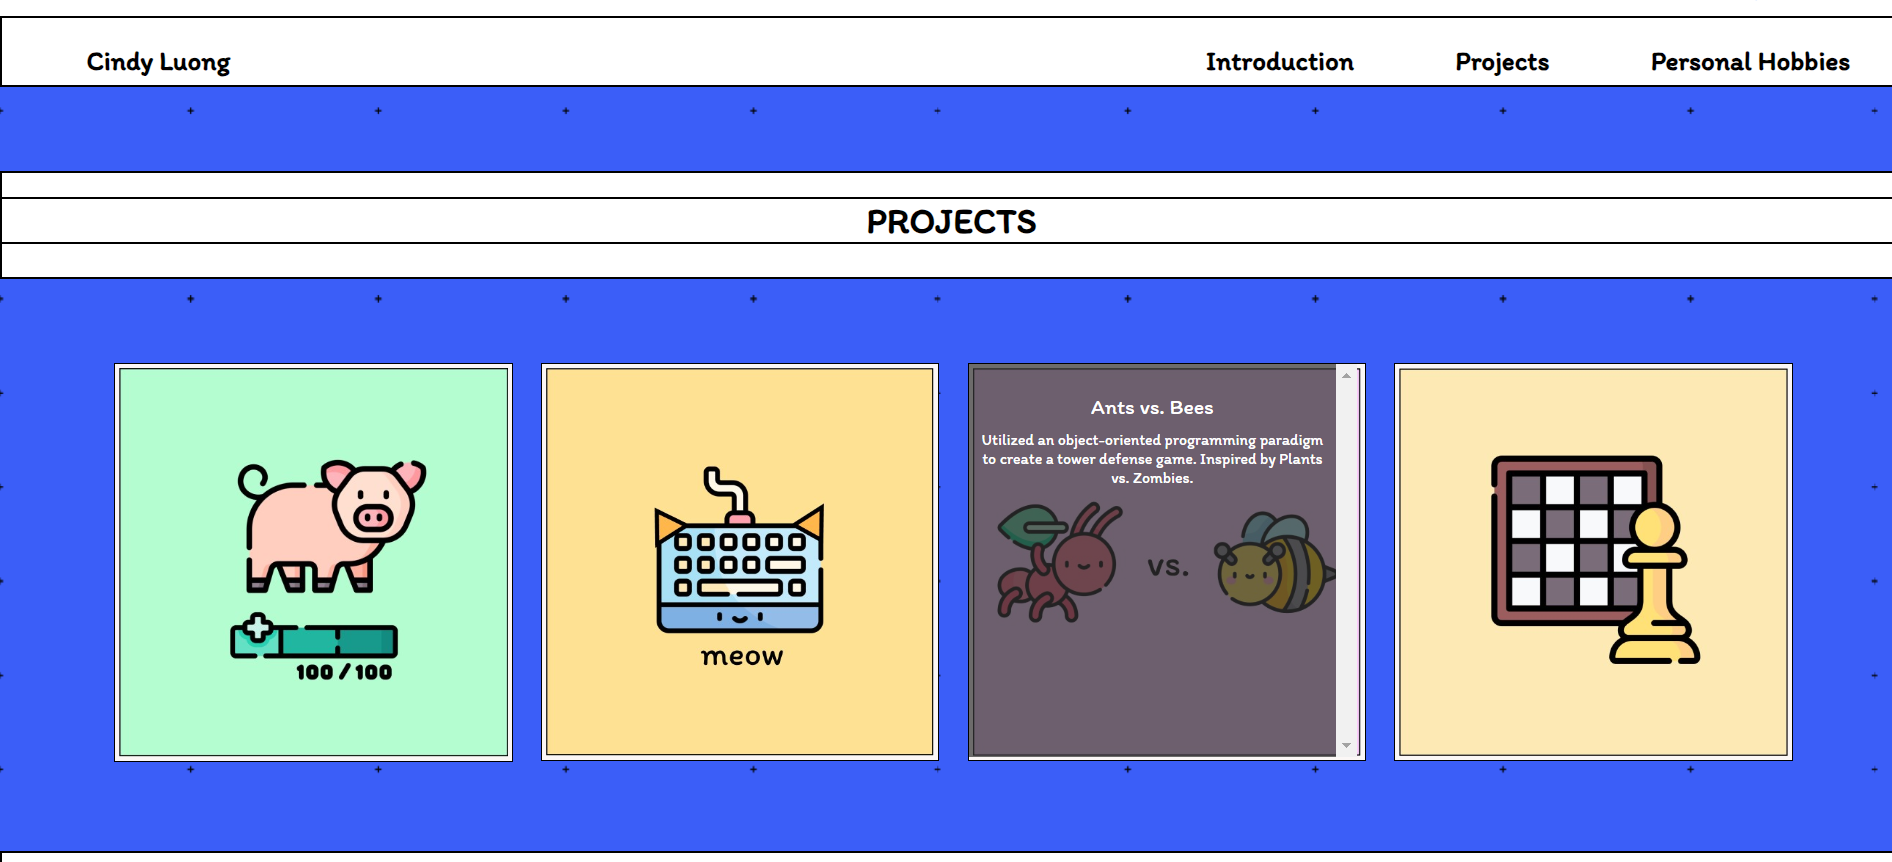 Cindy Luong
Introduction
Projects
Personal Hobbies
PROJECTS
100 / 100
meow
Ants vs. Bees
Utilized an object-oriented programming paradigm
to create a tower defense game. Inspired by Plants
vs. Zombies.
vs.